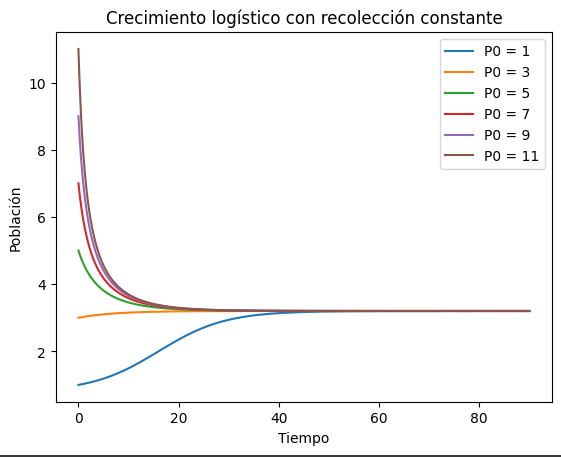 Crecimiento logístico con recolección constante
P0 = 1
P0 = 3
P0 = 5
P0 = 7
P0 = 9
P0 = 11
10
8
6
4
2
Población
0
20
40
60
80
Tiempo